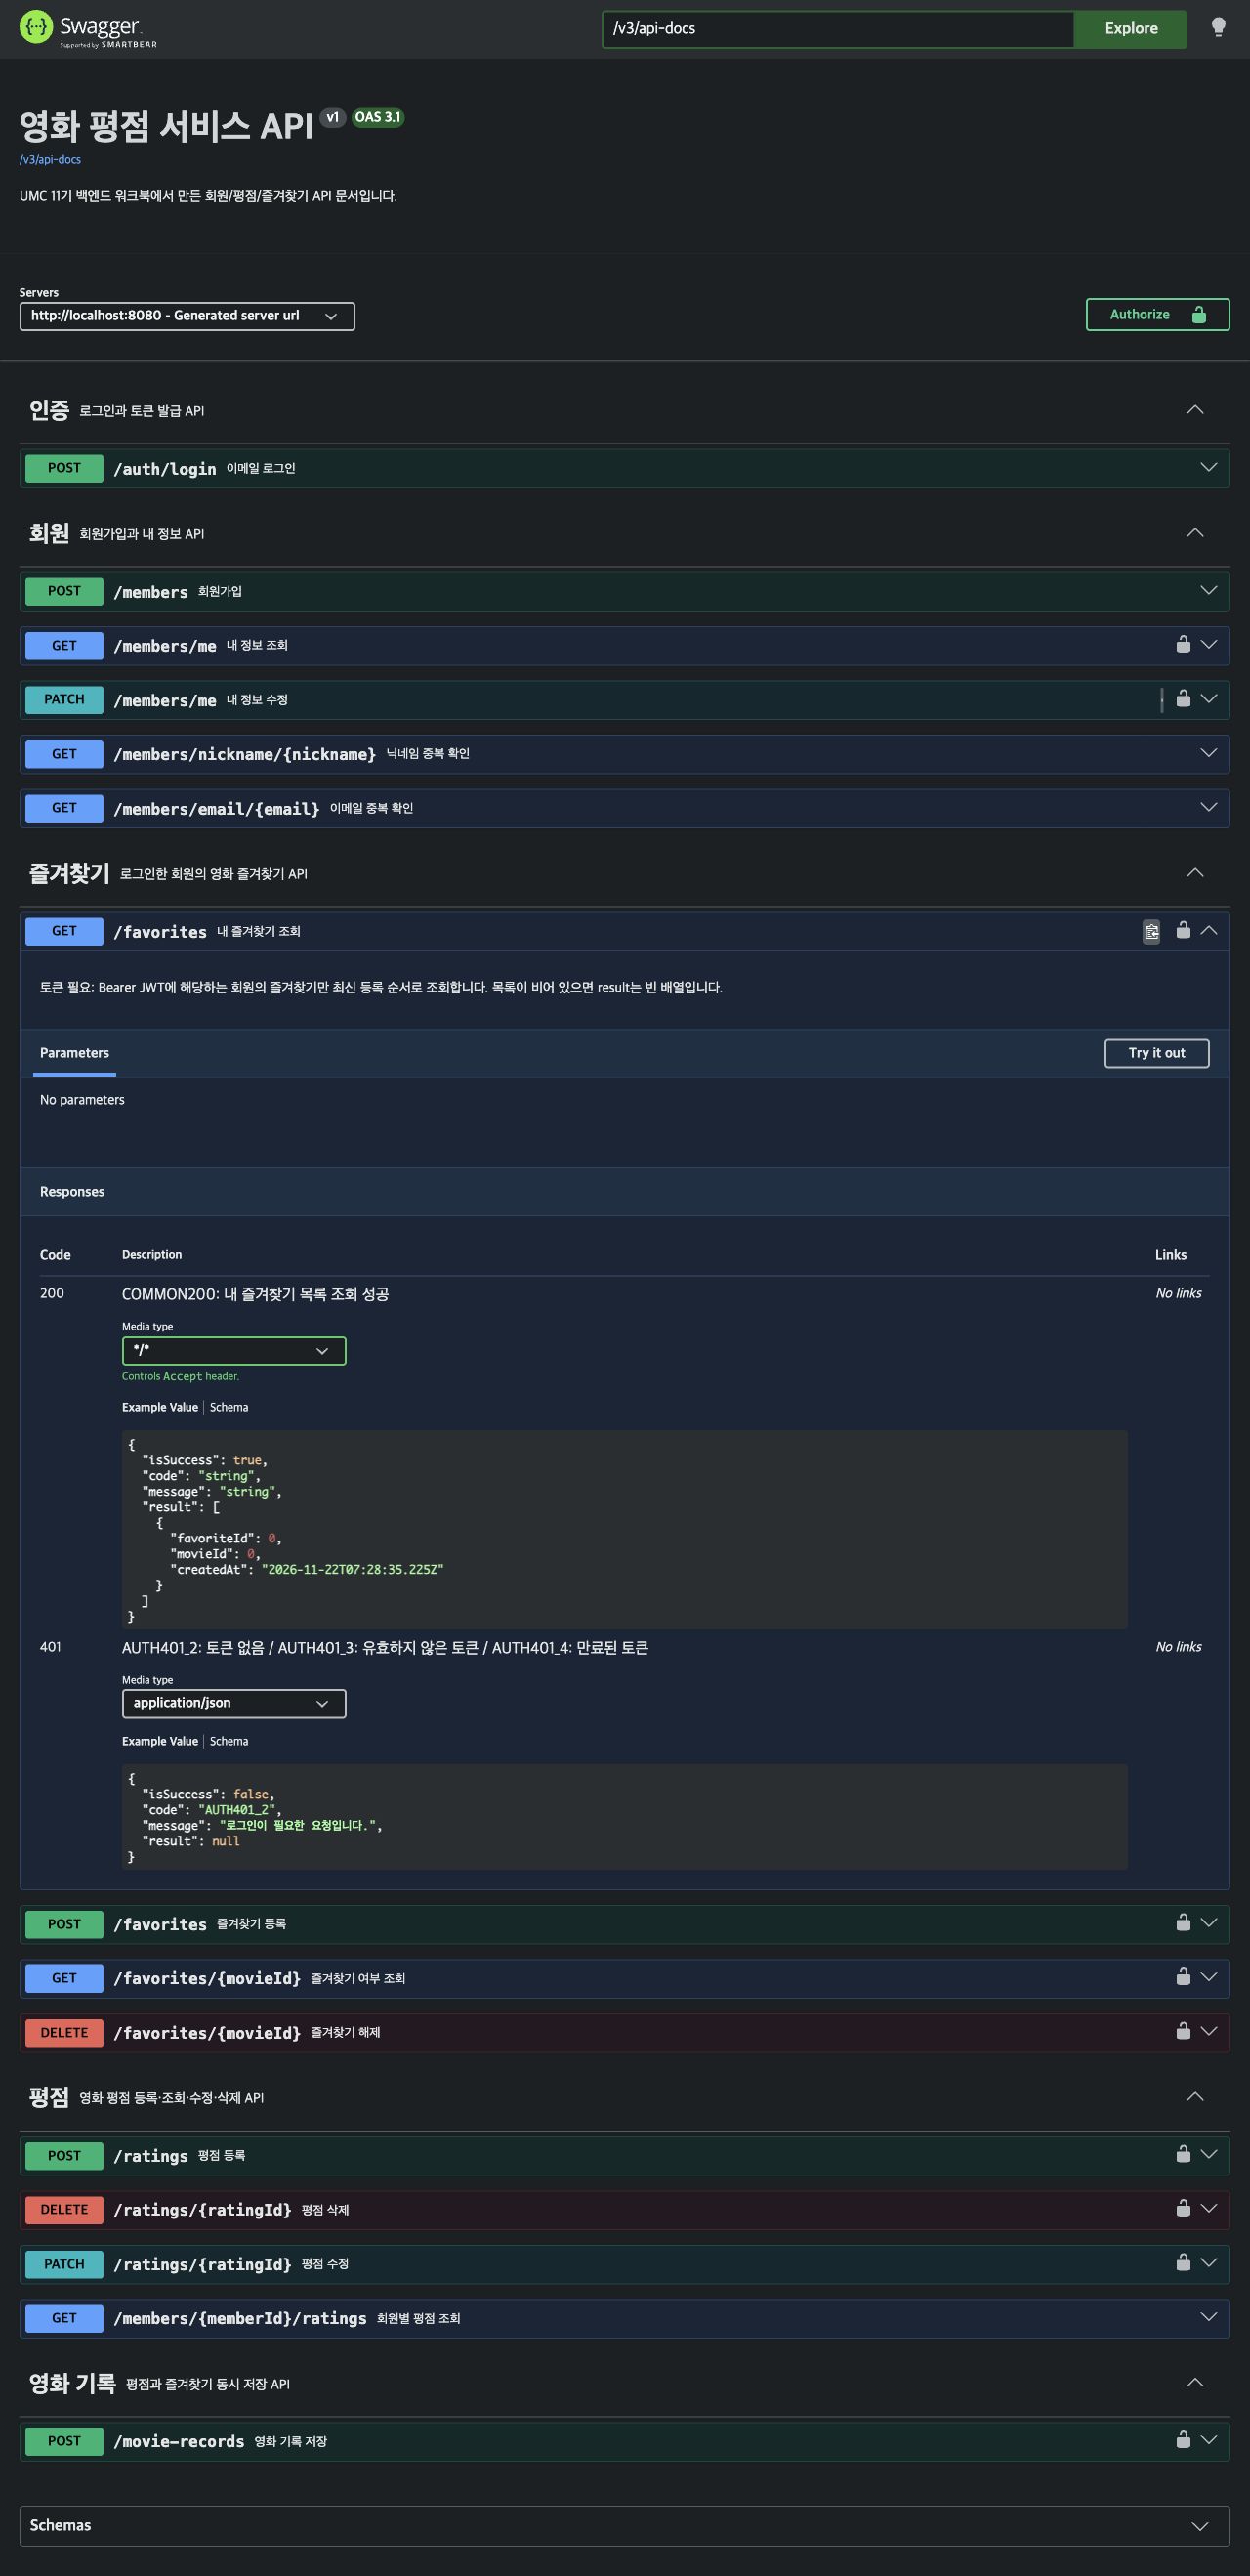 Swagger
Supported by SMARTBEAR
/v3/api-docs
Explore
영화 평점 서비스 API v1 OAS 3.1
/v3/api-docs
UMC 11기 백엔드 워크북에서 만든 회원/평점/즐겨찾기 API 문서입니다.
Servers
http://localhost:8080 - Generated server url
Authorize
인증 로그인과 토큰 발급 API
POST /auth/login 이메일 로그인
회원 회원가입과 내 정보 API
POST /members 회원가입
GET /members/me 내 정보 조회
PATCH /members/me 내 정보 수정
GET /members/nickname/{nickname} 닉네임 중복 확인
GET /members/email/{email} 이메일 중복 확인
즐겨찾기 로그인한 회원의 영화 즐겨찾기 API
GET /favorites 내 즐겨찾기 조회
토큰 필요: Bearer JWT에 해당하는 회원의 즐겨찾기만 최신 등록 순서로 조회합니다. 목록이 비어 있으면 result는 빈 배열입니다.
Parameters
Try it out
No parameters
Responses
Code Description Links
200 COMMON200: 내 즐겨찾기 목록 조회 성공 No links
Media type
*/*
Controls Accept header.
Example Value | Schema
{
"isSuccess": true,
"code": "string",
"message": "string",
"result": [
{
"favoriteId": 0,
"movieId": 0,
"createdAt": "2026-11-22T07:28:35.225Z"
}
]
}
401 AUTH401_2: 토큰 없음 / AUTH401_3: 유효하지 않은 토큰 / AUTH401_4: 만료된 토큰 No links
Media type
application/json
Example Value | Schema
{
"isSuccess": false,
"code": "AUTH401_2",
"message": "로그인이 필요한 요청입니다.",
"result": null
}
POST /favorites 즐겨찾기 등록
GET /favorites/{movieId} 즐겨찾기 여부 조회
DELETE /favorites/{movieId} 즐겨찾기 해제
평점 영화 평점 등록·조회·수정·삭제 API
POST /ratings 평점 등록
DELETE /ratings/{ratingId} 평점 삭제
PATCH /ratings/{ratingId} 평점 수정
GET /members/{memberId}/ratings 회원별 평점 조회
영화 기록 평점과 즐겨찾기 동시 저장 API
POST /movie-records 영화 기록 저장
Schemas